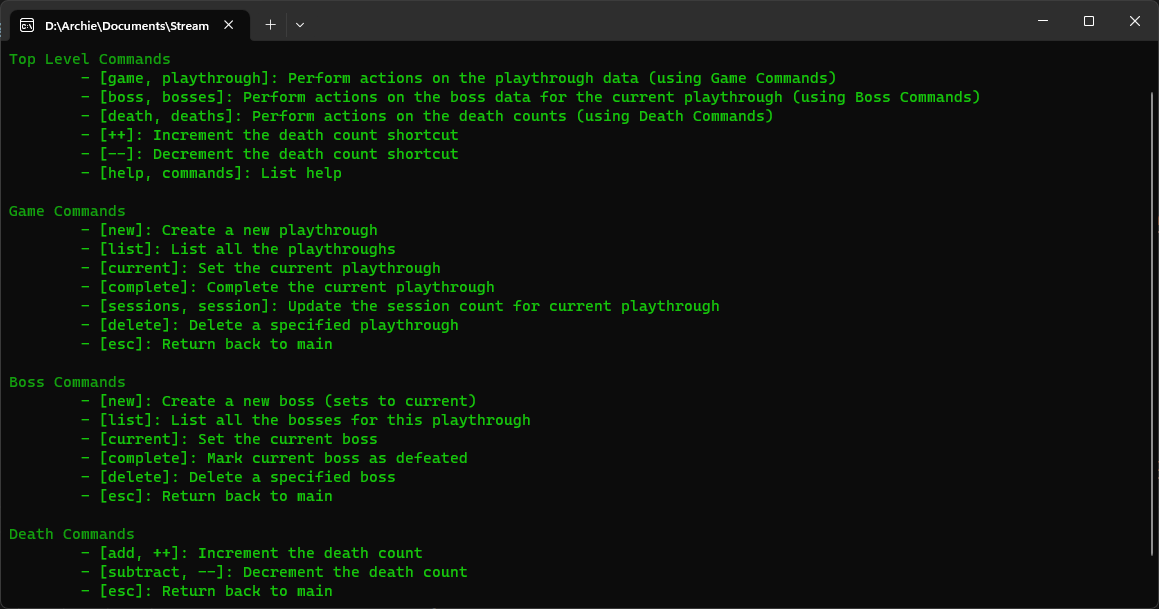 D:\Archie\Documents\Stream
Top Level Commands
- [game, playthrough]: Perform actions on the playthrough data (using Game Commands)
- [boss, bosses]: Perform actions on the boss data for the current playthrough (using Boss Commands)
- [death, deaths]: Perform actions on the death counts (using Death Commands)
- [++]: Increment the death count shortcut
- [--]: Decrement the death count shortcut
- [help, commands]: List help
Game Commands
- [new]: Create a new playthrough
- [list]: List all the playthroughs
- [current]: Set the current playthrough
- [complete]: Complete the current playthrough
- [sessions, session]: Update the session count for current playthrough
- [delete]: Delete a specified playthrough
- [esc]: Return back to main
Boss Commands
- [new]: Create a new boss (sets to current)
- [list]: List all the bosses for this playthrough
- [current]: Set the current boss
- [complete]: Mark current boss as defeated
- [delete]: Delete a specified boss
- [esc]: Return back to main
Death Commands
- [add, ++]: Increment the death count
- [subtract, --]: Decrement the death count
- [esc]: Return back to main